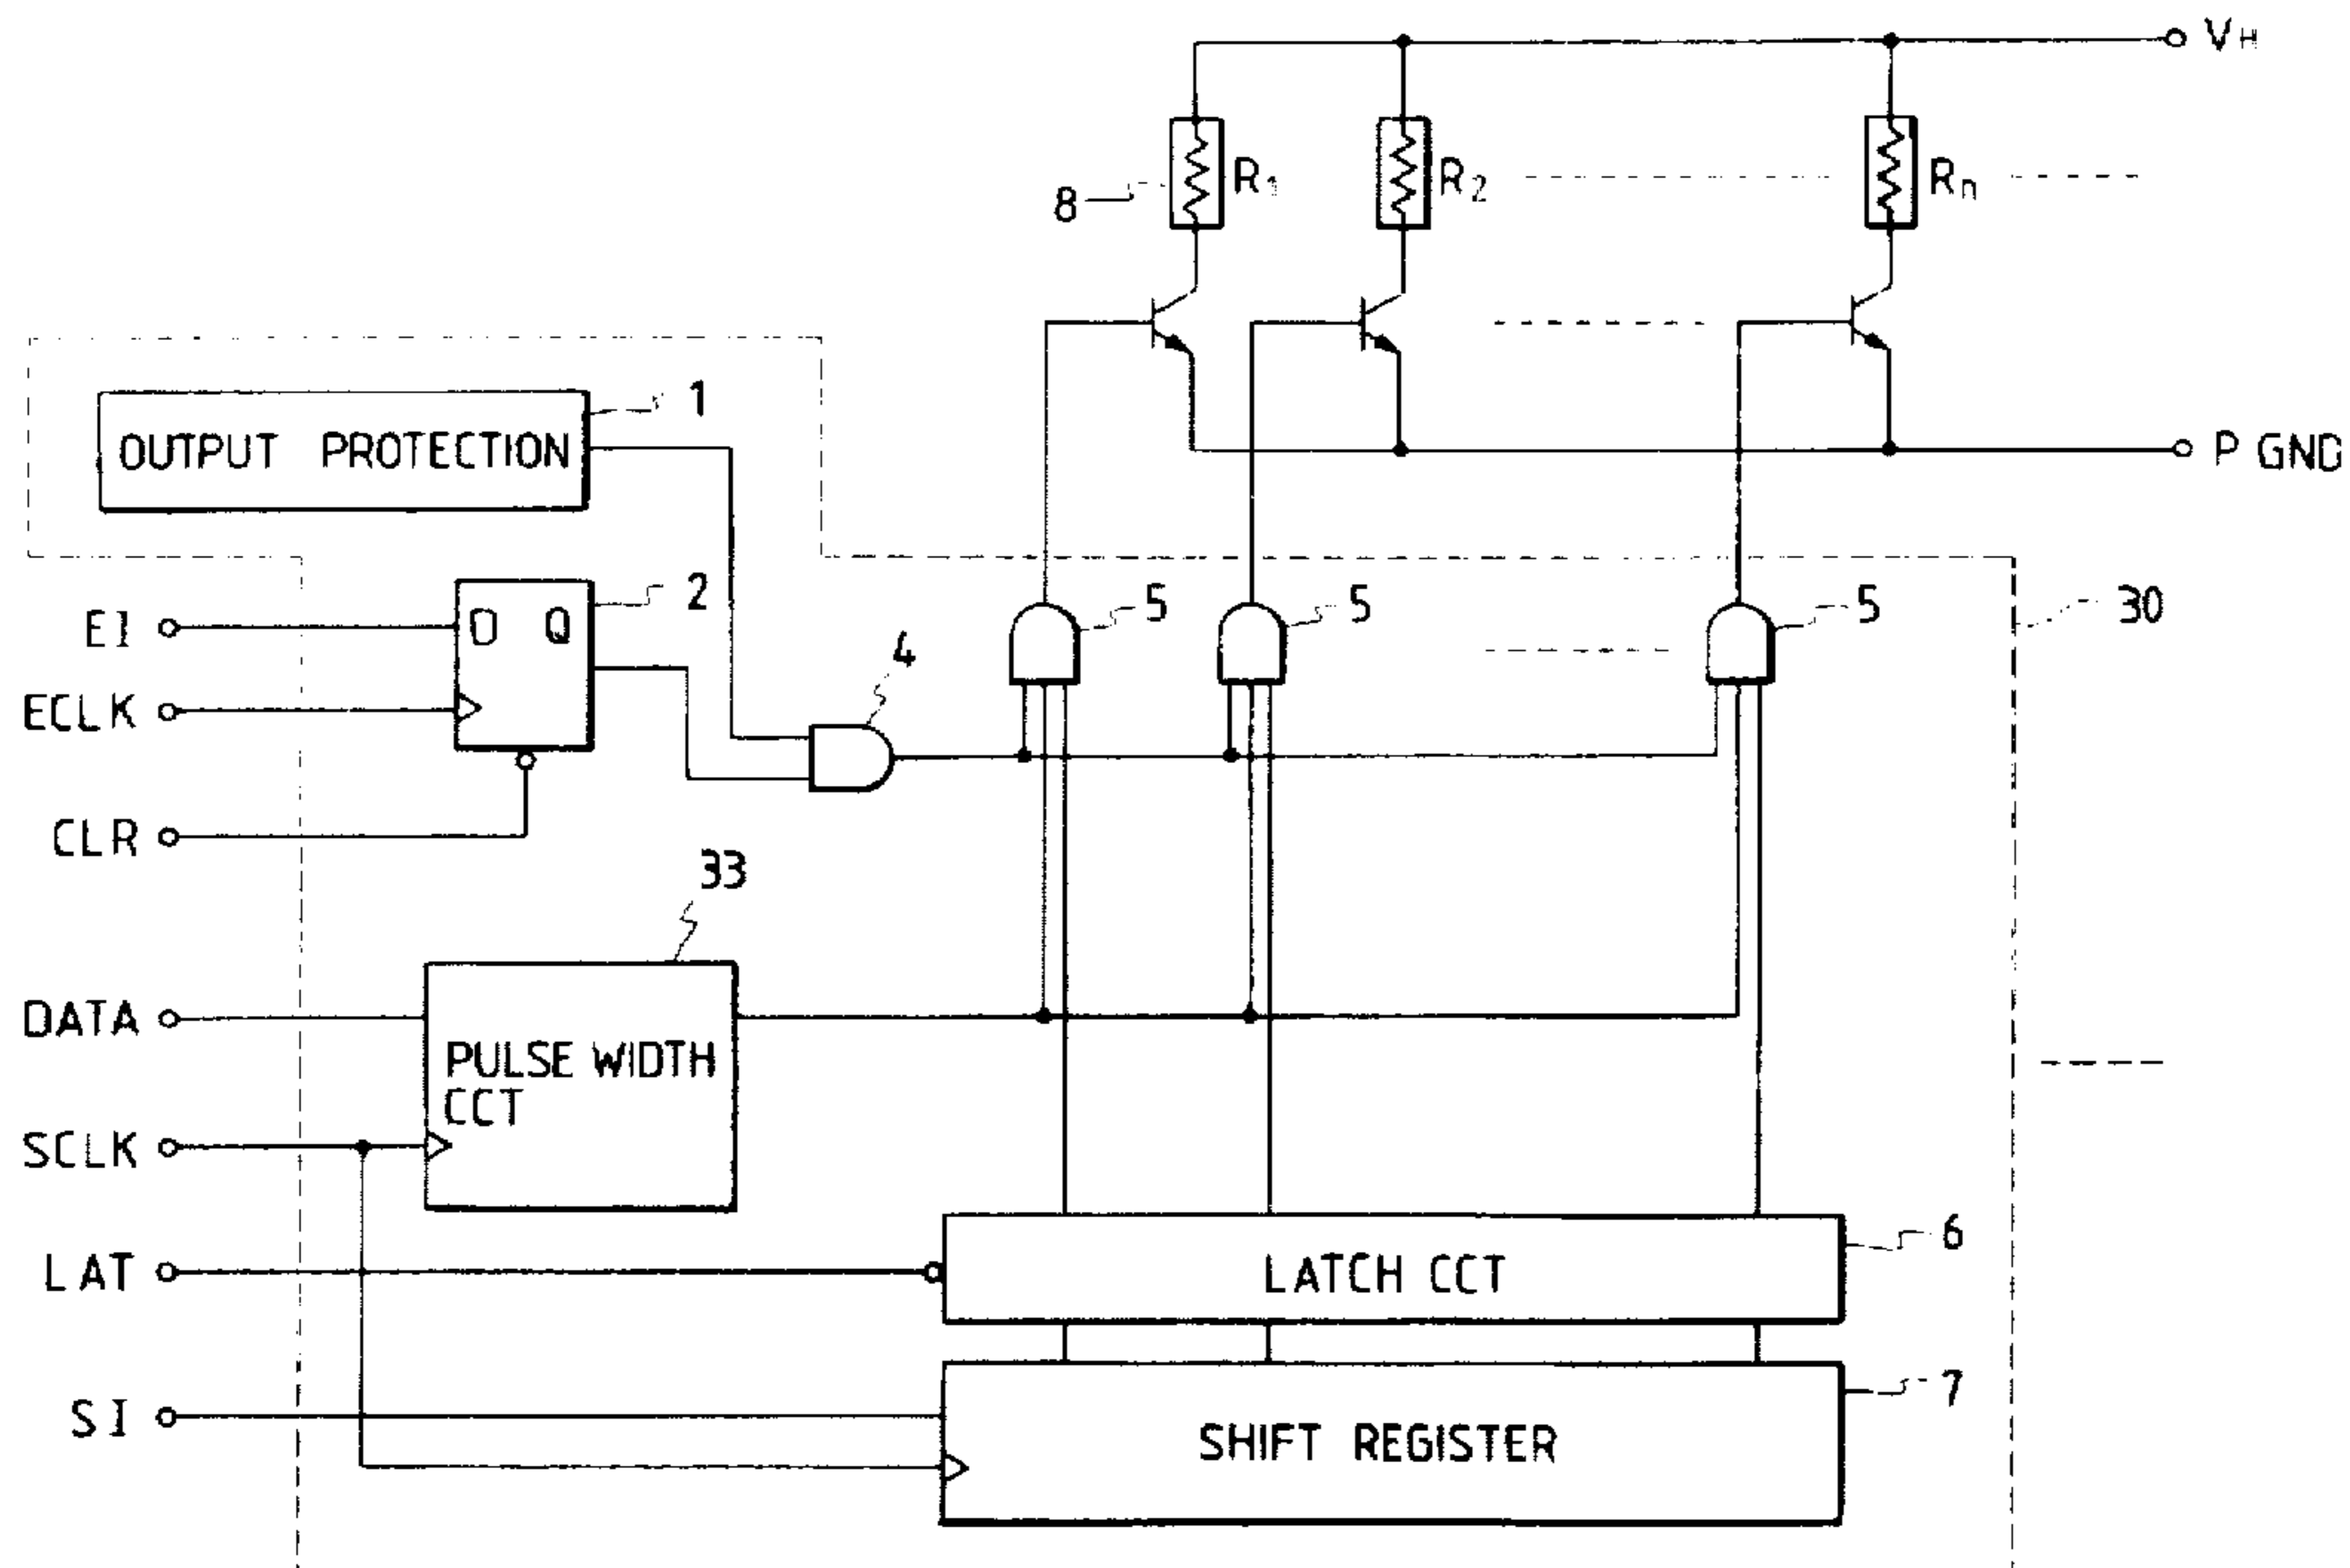 VH
8
R1
R2
Rn
1
OUTPUT PROTECTION
P GND
2
5
5
5
30
EI
D Q
4
ECLK
CLR
33
DATA
PULSE WIDTH
CCT
SCLK
6
LAT
LATCH CCT
7
SI
SHIFT REGISTER